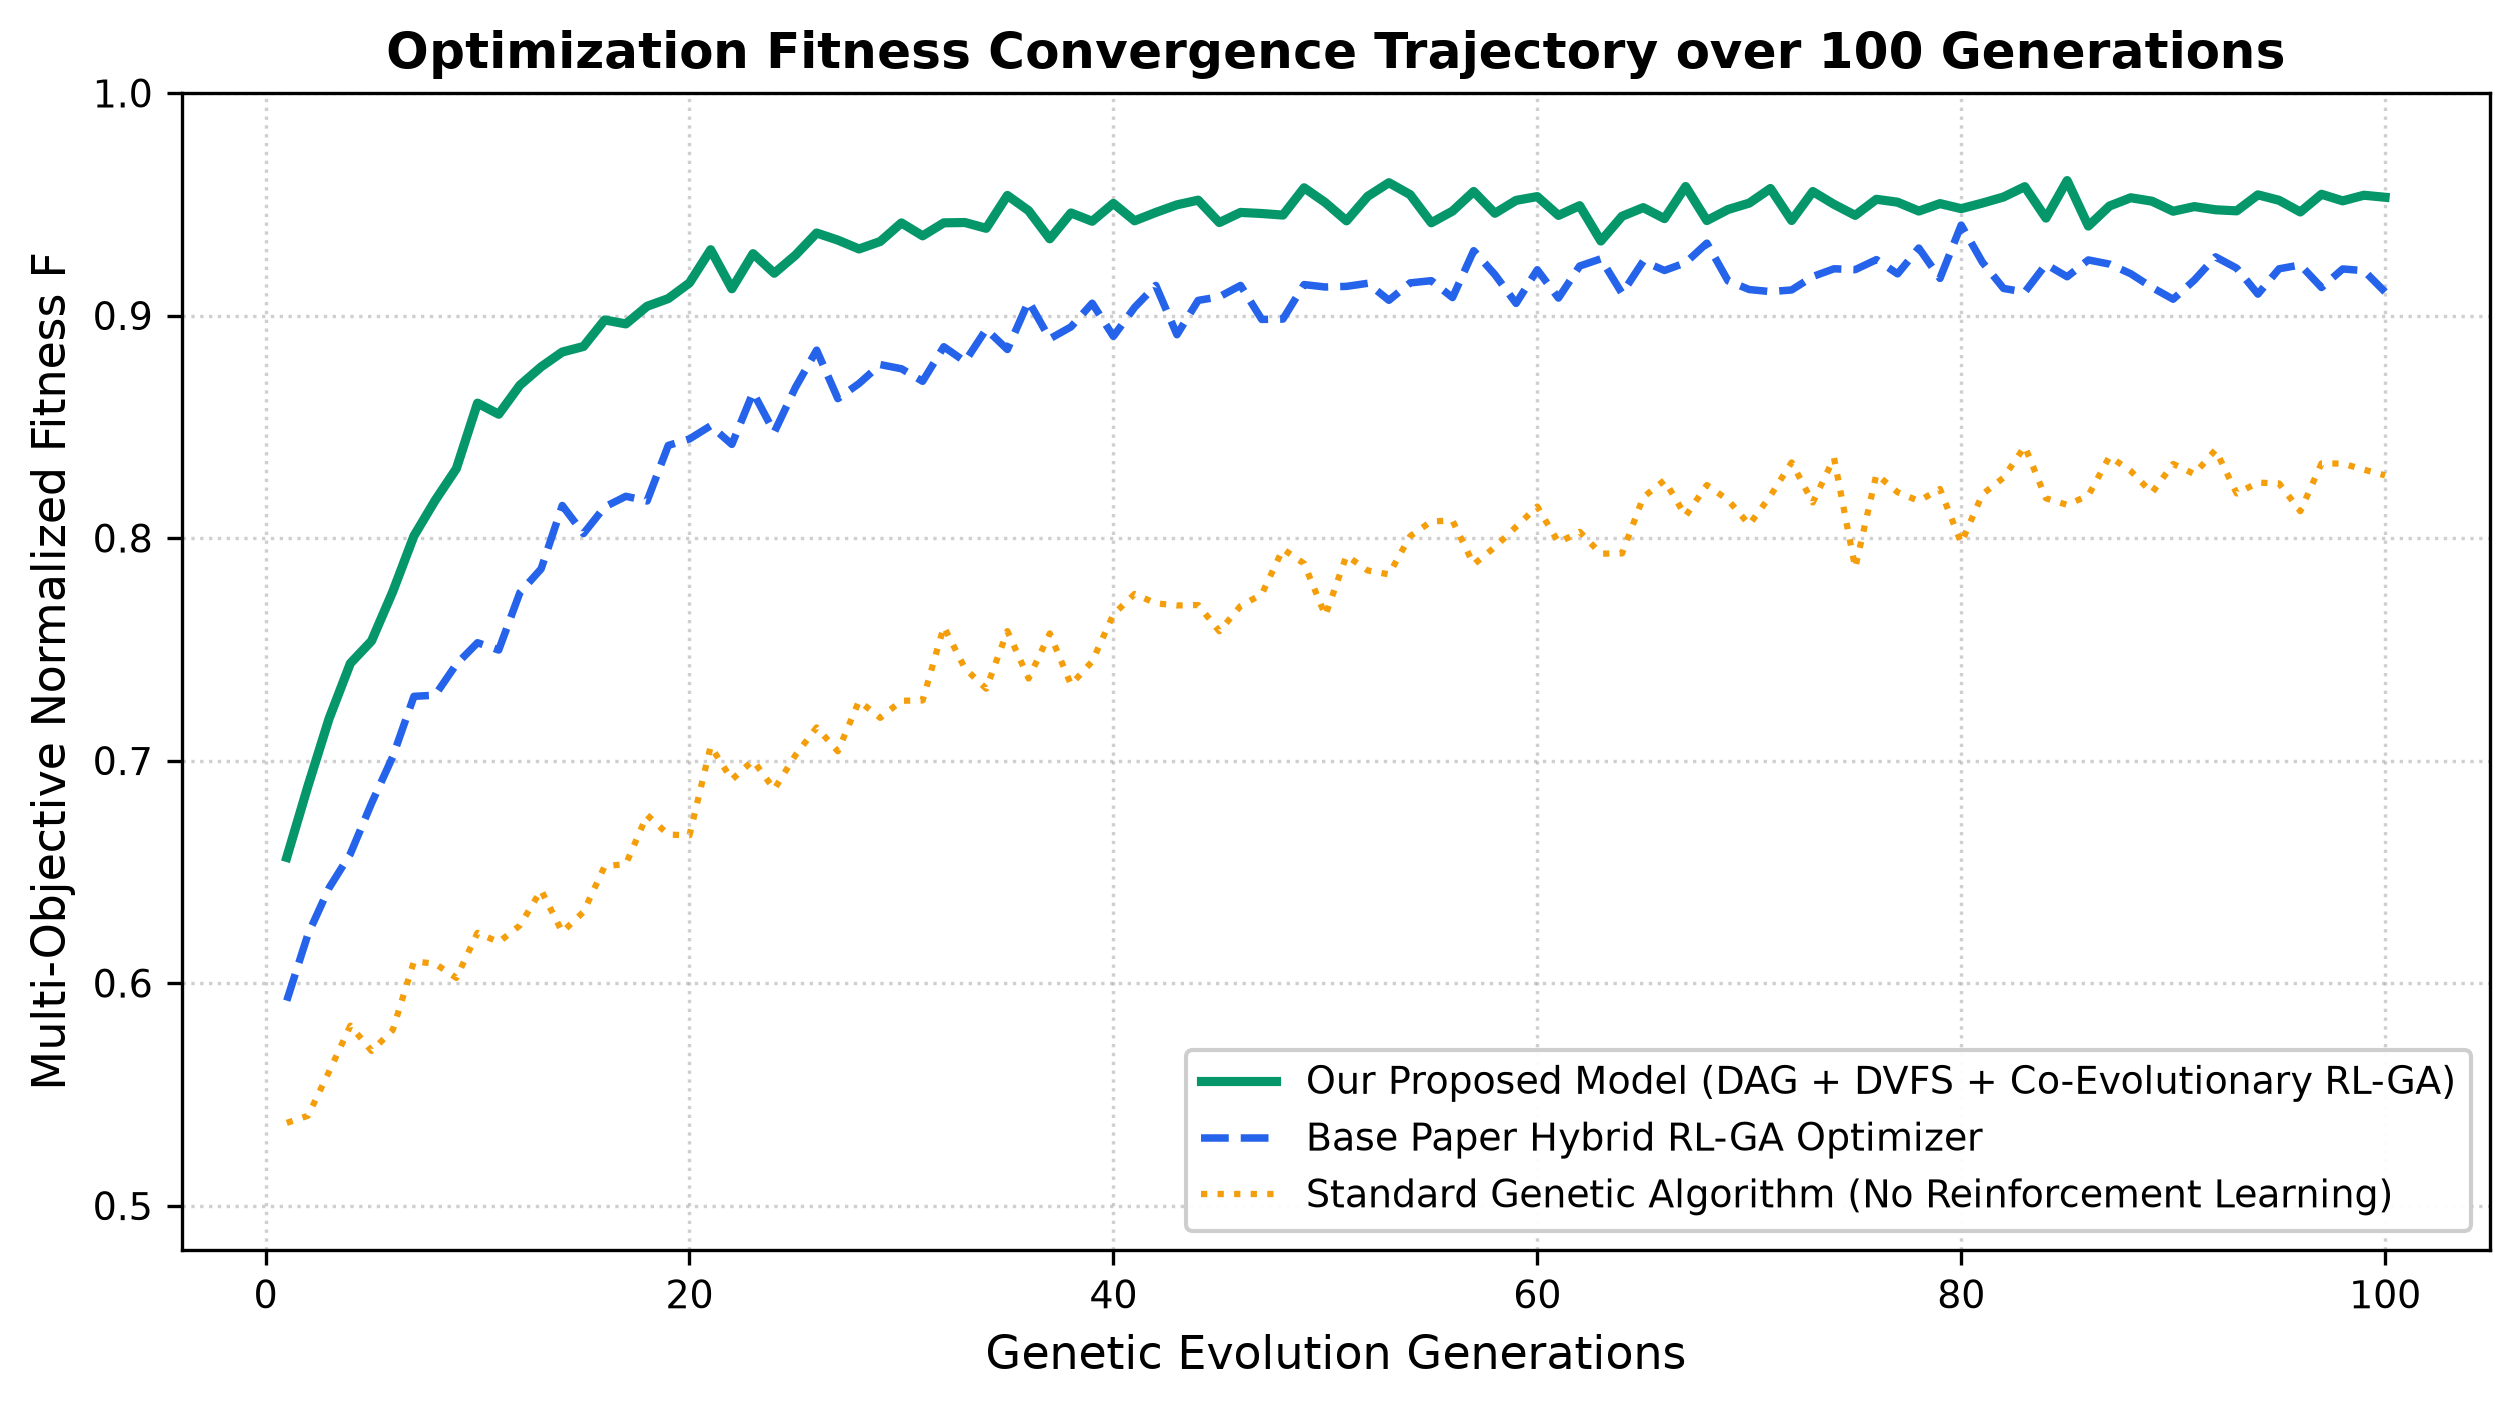 Optimization Fitness Convergence Trajectory over 100 Generations
Multi-Objective Normalized Fitness F
1.0
0.9
0.8
0.7
0.6
0.5
Our Proposed Model (DAG + DVFS + Co-Evolutionary RL-GA)
Base Paper Hybrid RL-GA Optimizer
Standard Genetic Algorithm (No Reinforcement Learning)
0 20 40 60 80 100
Genetic Evolution Generations